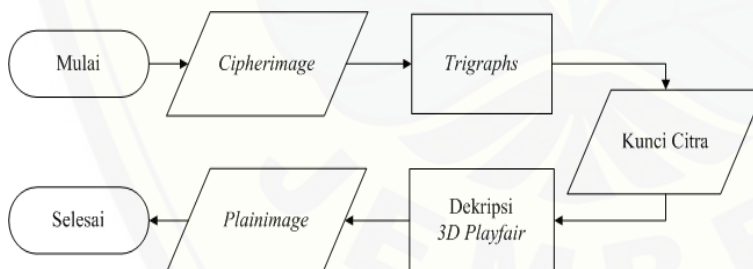 Mulai
Cipherimage
Trigraphs
Kunci Citra
Dekripsi
3D Playfair
Plainimage
Selesai